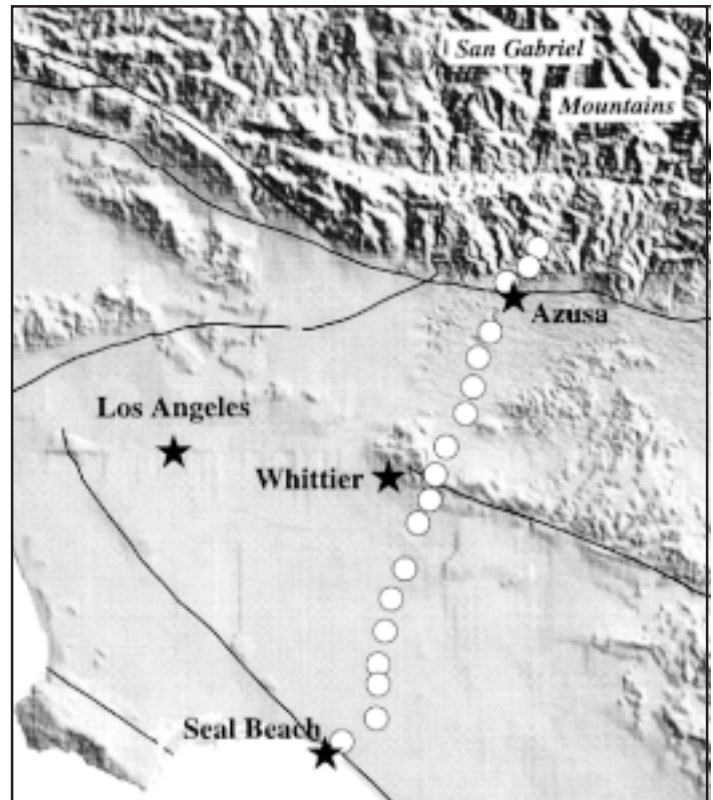 San Gabriel
Mountains
Azusa
Los Angeles
Whittier
Seal Beach